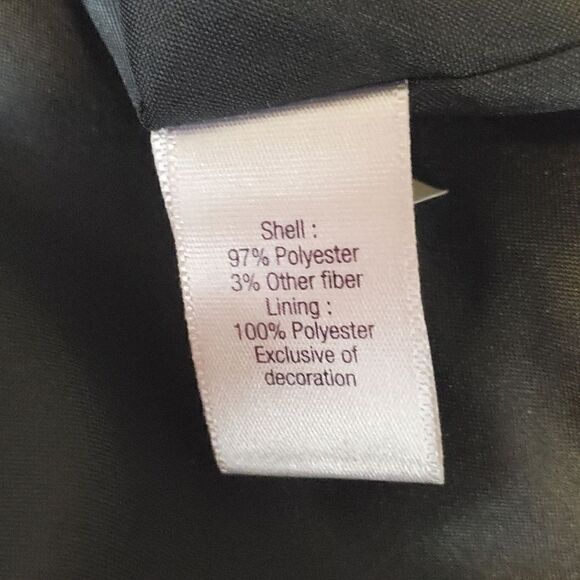 Shell :
97% Polyester
3% Other fiber
Lining :
100% Polyester
Exclusive of
decoration